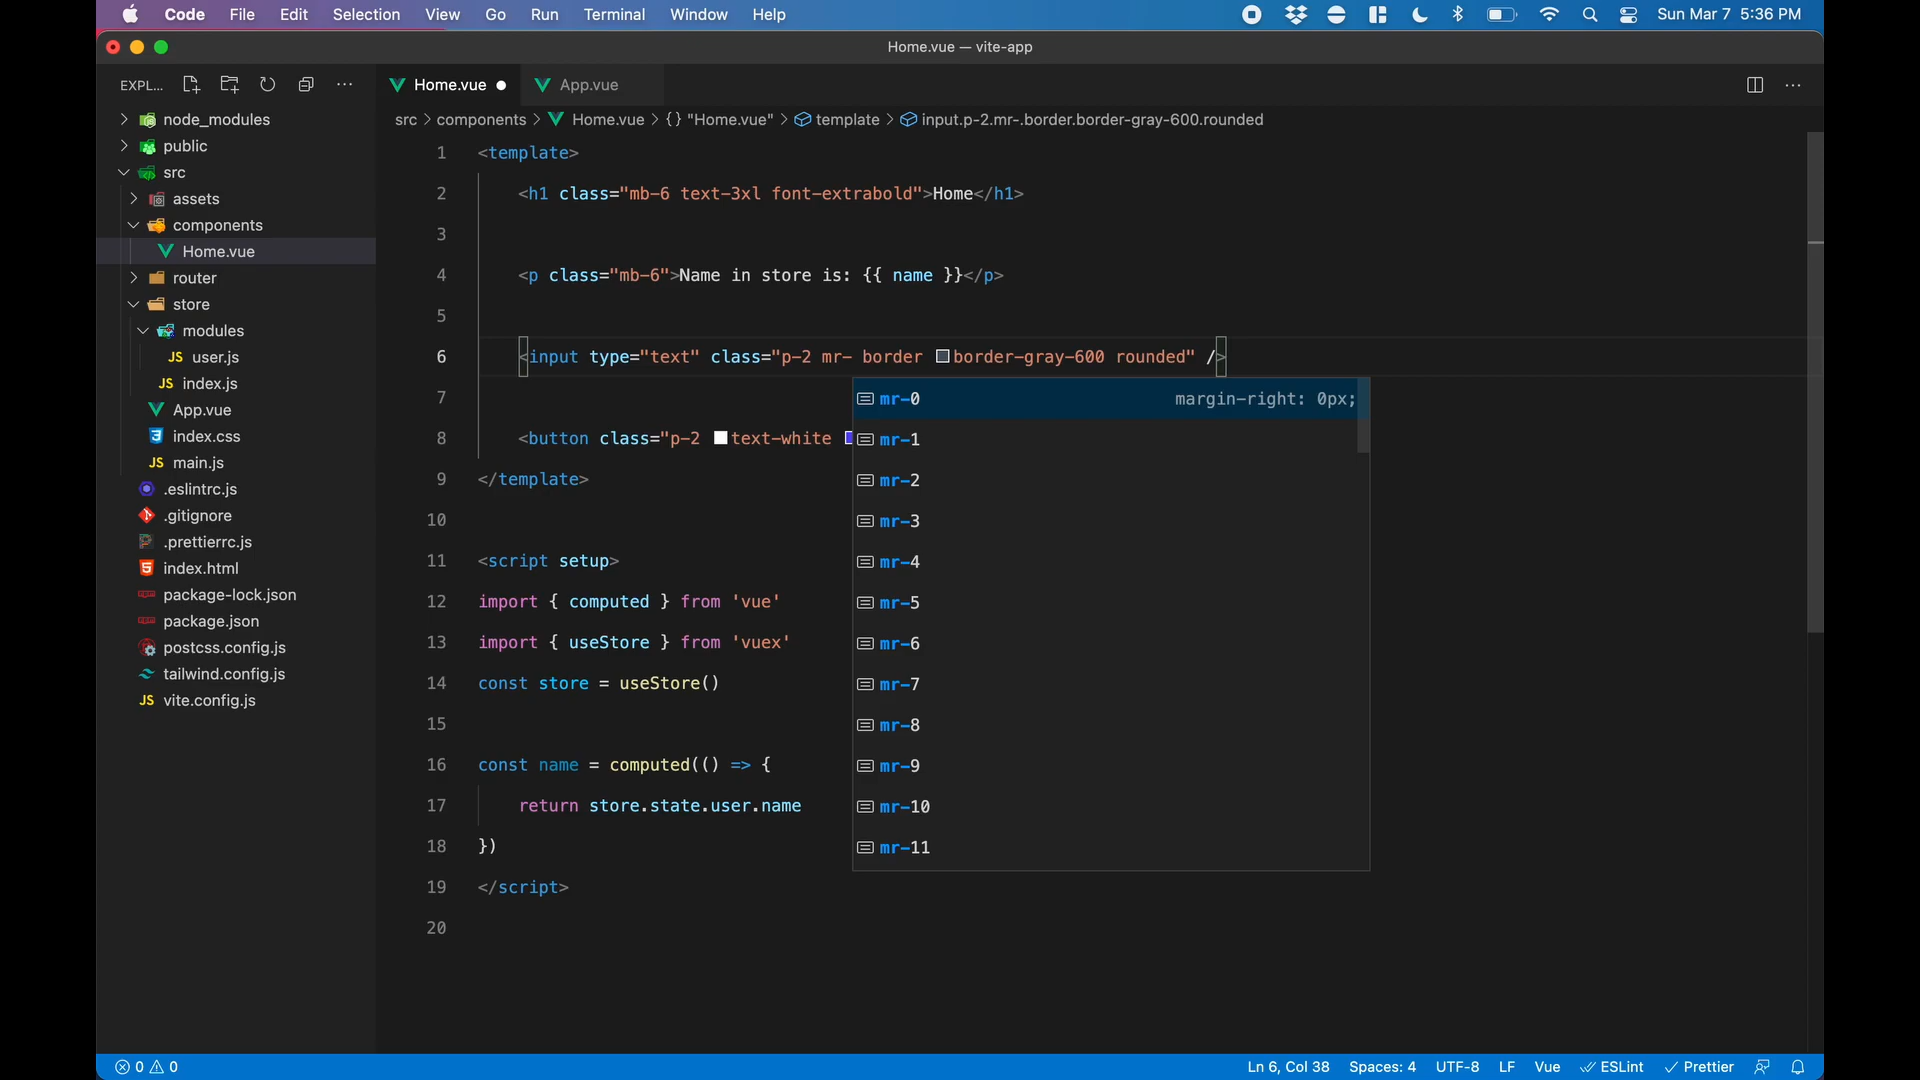 Code File Edit Selection View Go Run Terminal Window Help Sun Mar 7 5:36 PM
Home.vue — vite-app
EXPL...
Home.vue App.vue
src > components > Home.vue > {} "Home.vue" > template > input.p-2.mr-.border.border-gray-600.rounded
node_modules
public
src
assets
components
Home.vue
router
store
modules
JS user.js
JS index.js
App.vue
index.css
JS main.js
.eslintrc.js
.gitignore
.prettierrc.js
index.html
package-lock.json
package.json
postcss.config.js
tailwind.config.js
JS vite.config.js
1 <template>
2 <h1 class="mb-6 text-3xl font-extrabold">Home</h1>
3
4 <p class="mb-6">Name in store is: {{ name }}</p>
5
6 <input type="text" class="p-2 mr- border border-gray-600 rounded" />
7
8 <button class="p-2 text-white
9 </template>
10
11 <script setup>
12 import { computed } from 'vue'
13 import { useStore } from 'vuex'
14 const store = useStore()
15
16 const name = computed(() => {
17 return store.state.user.name
18 })
19 </script>
20
mr-0 margin-right: 0px;
mr-1
mr-2
mr-3
mr-4
mr-5
mr-6
mr-7
mr-8
mr-9
mr-10
mr-11
0 0 Ln 6, Col 38 Spaces: 4 UTF-8 LF Vue ESLint Prettier